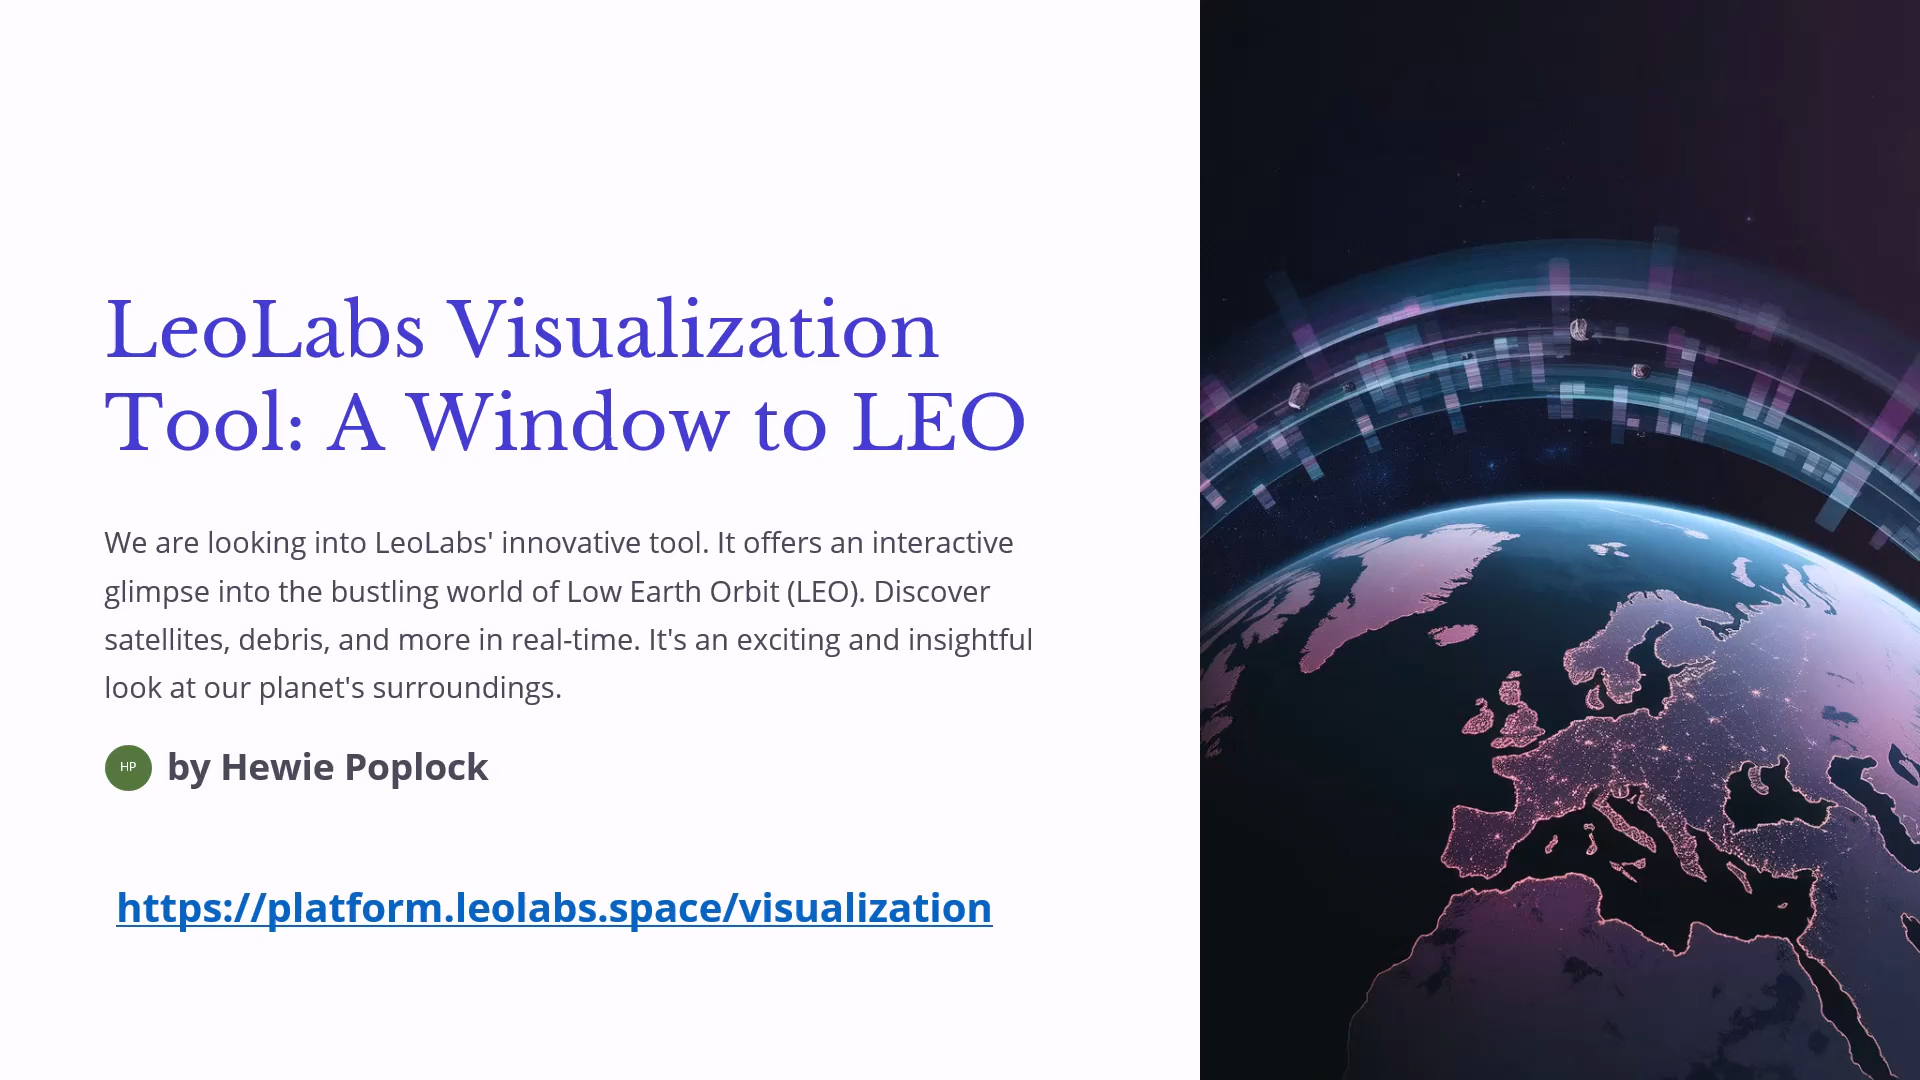 LeoLabs Visualization
Tool: A Window to LEO
We are looking into LeoLabs' innovative tool. It offers an interactive
glimpse into the bustling world of Low Earth Orbit (LEO). Discover
satellites, debris, and more in real-time. It's an exciting and insightful
look at our planet's surroundings.
HP by Hewie Poplock
https://platform.leolabs.space/visualization